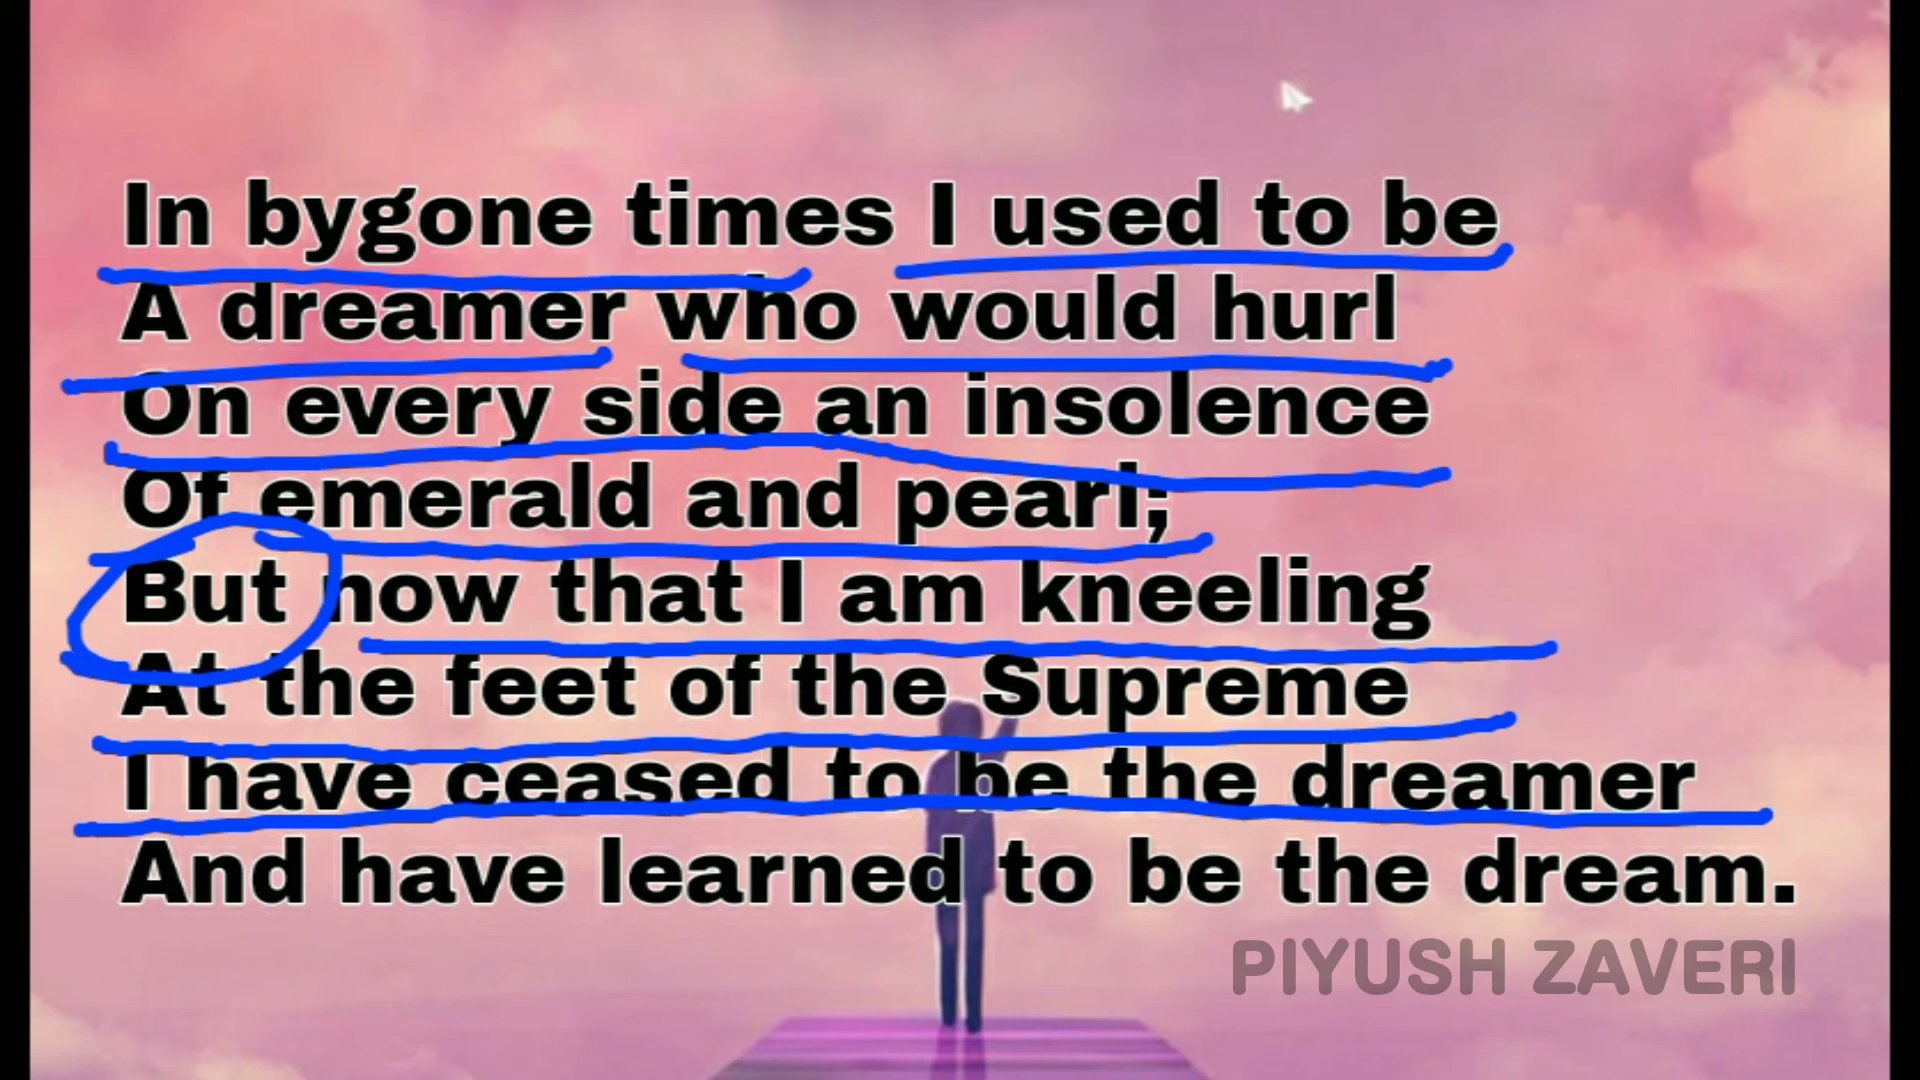 In bygone times I used to be
A dreamer who would hurl
On every side an insolence
Of emerald and pearl;
But now that I am kneeling
At the feet of the Supreme
I have ceased to be the dreamer
And have learned to be the dream.
PIYUSH ZAVERI